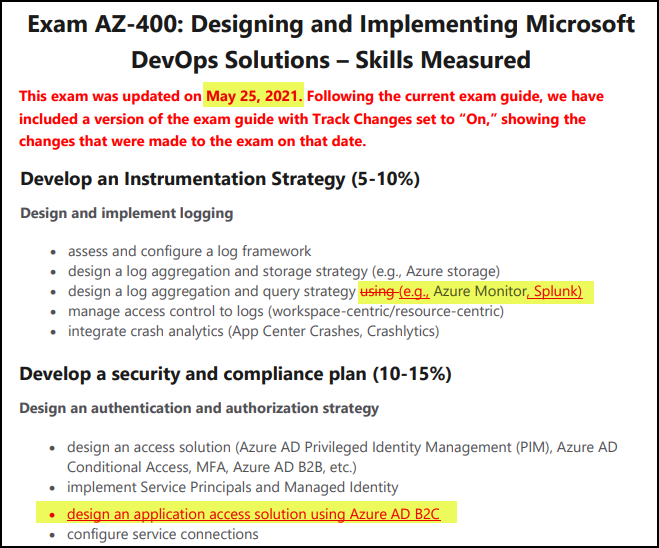 Exam AZ-400: Designing and Implementing Microsoft
DevOps Solutions – Skills Measured
This exam was updated on May 25, 2021. Following the current exam guide, we have
included a version of the exam guide with Track Changes set to “On,” showing the
changes that were made to the exam on that date.
Develop an Instrumentation Strategy (5-10%)
Design and implement logging
• assess and configure a log framework
• design a log aggregation and storage strategy (e.g., Azure storage)
• design a log aggregation and query strategy using (e.g., Azure Monitor, Splunk)
• manage access control to logs (workspace-centric/resource-centric)
• integrate crash analytics (App Center Crashes, Crashlytics)
Develop a security and compliance plan (10-15%)
Design an authentication and authorization strategy
• design an access solution (Azure AD Privileged Identity Management (PIM), Azure AD
Conditional Access, MFA, Azure AD B2B, etc.)
• implement Service Principals and Managed Identity
• design an application access solution using Azure AD B2C
• configure service connections